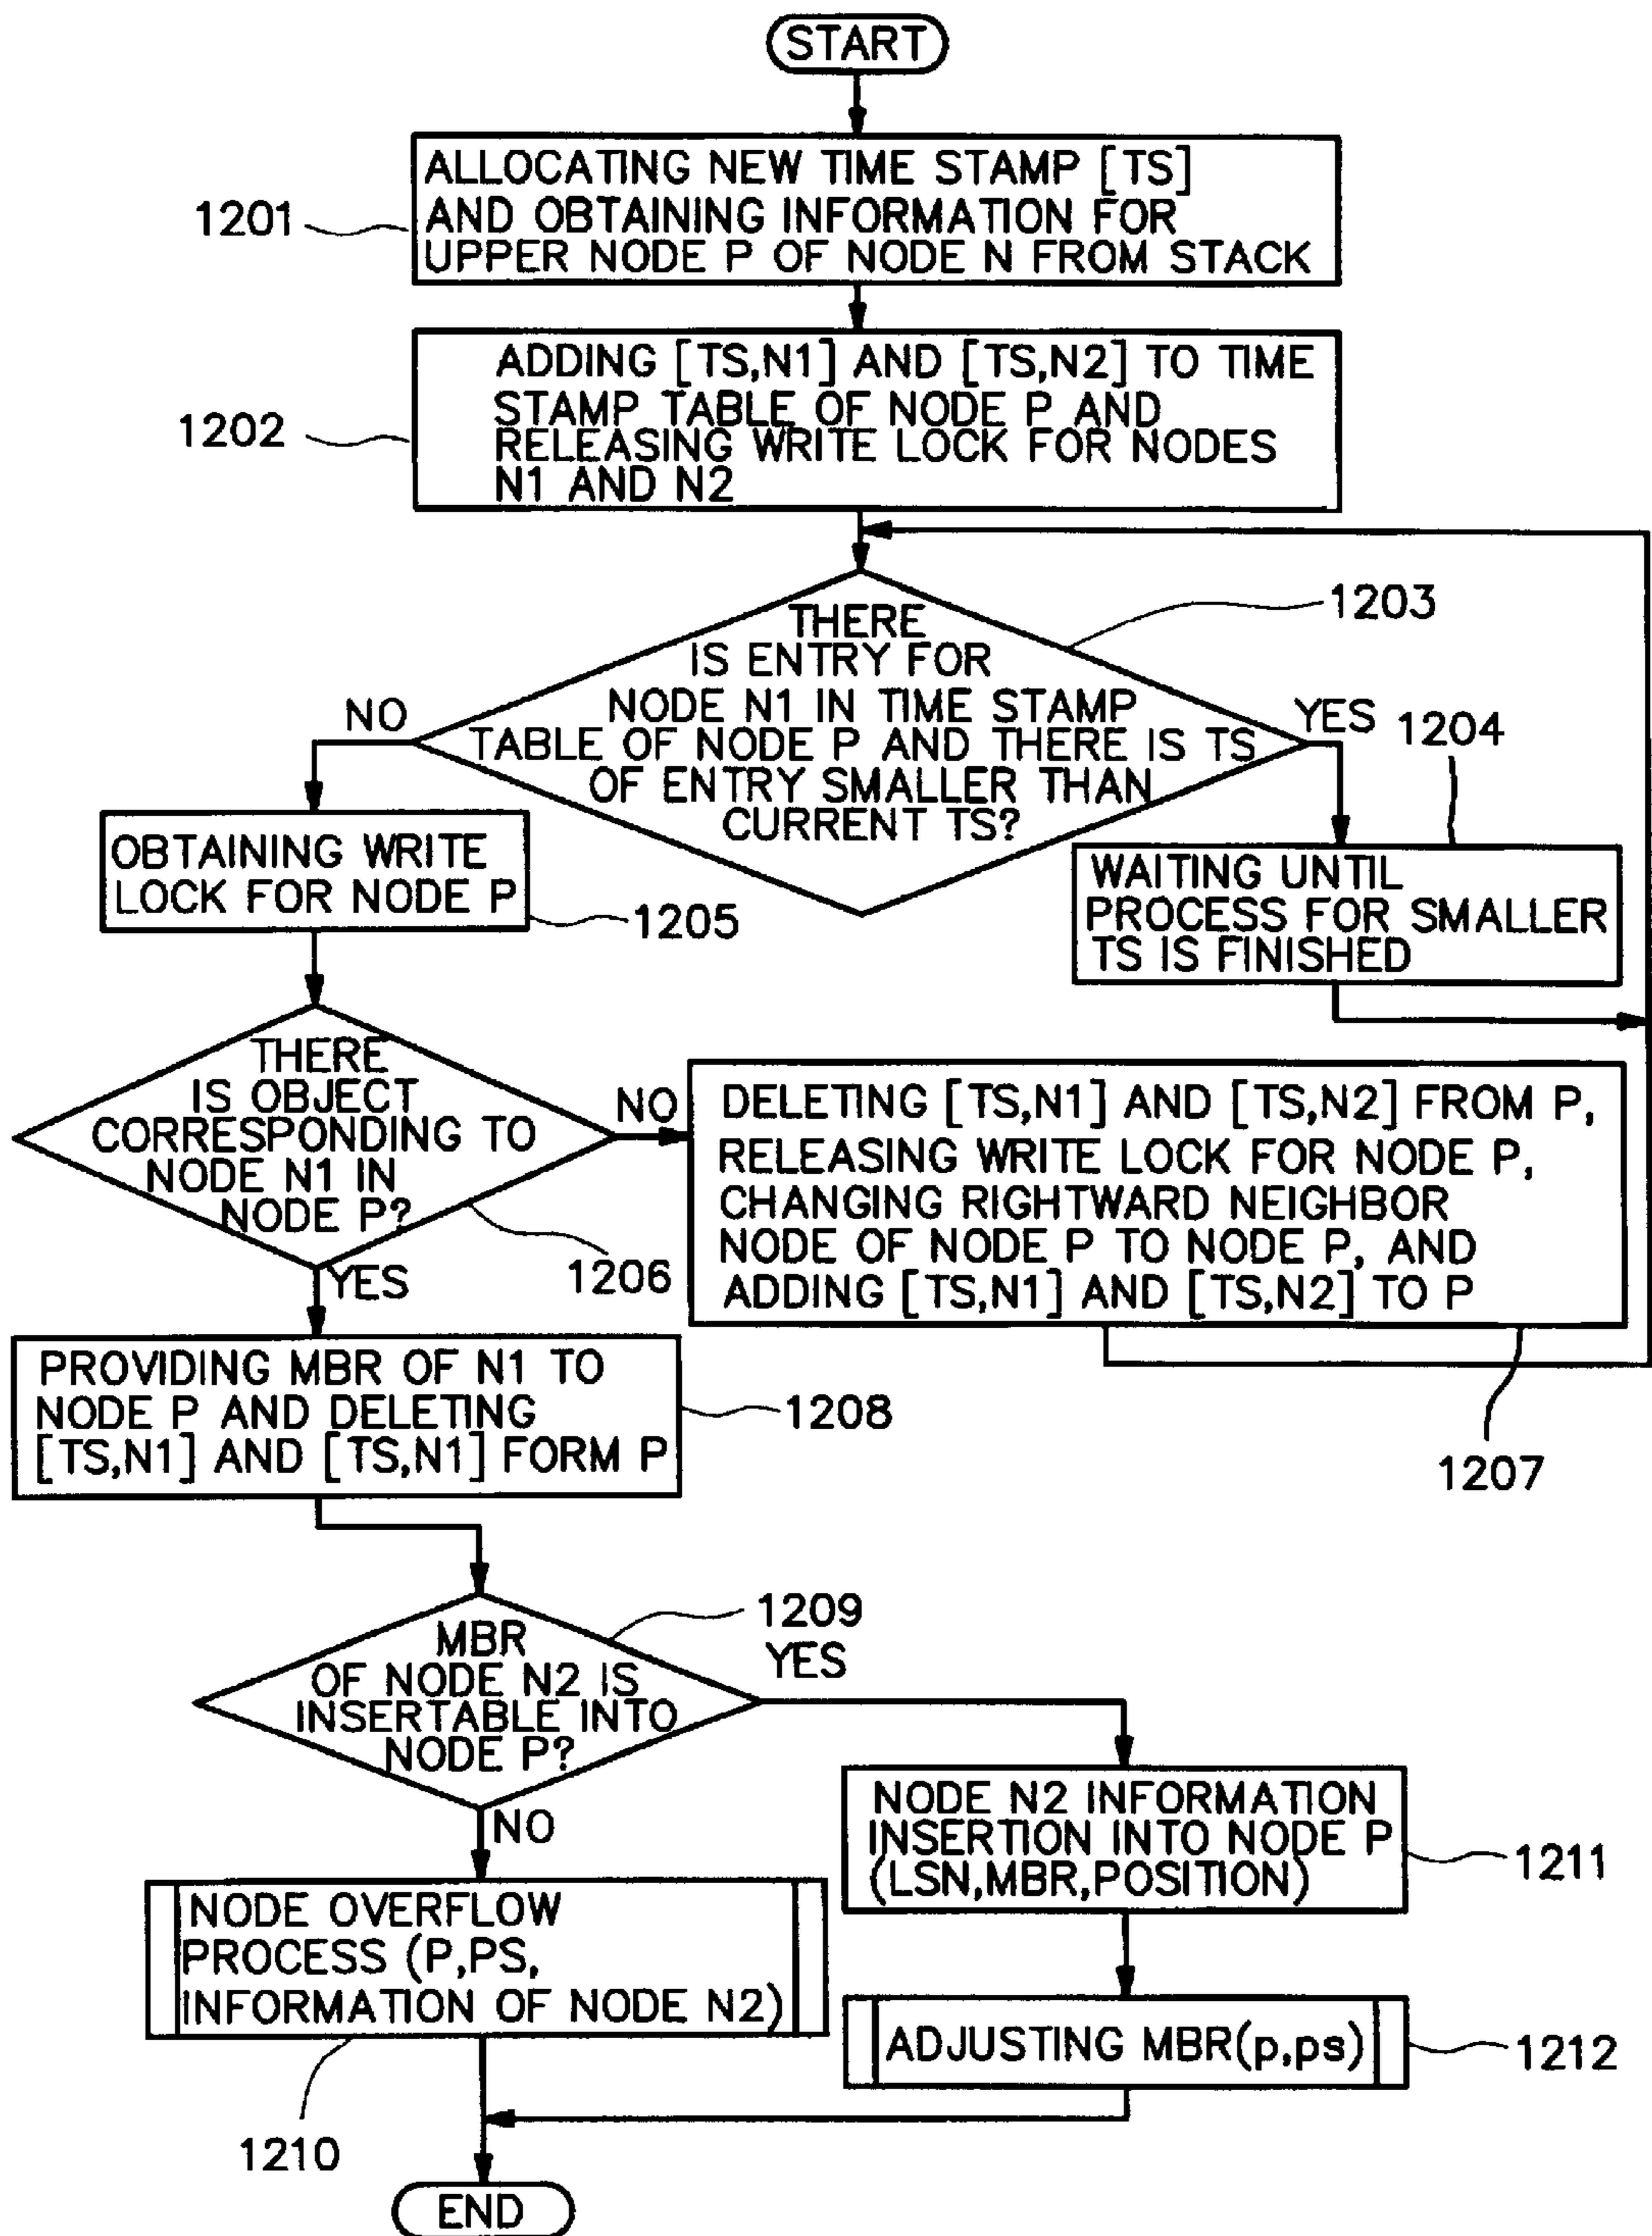 START
ALLOCATING NEW TIME STAMP [TS]
AND OBTAINING INFORMATION FOR
UPPER NODE P OF NODE N FROM STACK
1201
ADDING [TS,N1] AND [TS,N2] TO TIME
STAMP TABLE OF NODE P AND
RELEASING WRITE LOCK FOR NODES
N1 AND N2
1202
THERE
IS ENTRY FOR
NODE N1 IN TIME STAMP
TABLE OF NODE P AND THERE IS TS
OF ENTRY SMALLER THAN
CURRENT TS?
1203
NO
YES
1204
WAITING UNTIL
PROCESS FOR SMALLER
TS IS FINISHED
OBTAINING WRITE
LOCK FOR NODE P
1205
THERE
IS OBJECT
CORRESPONDING TO
NODE N1 IN
NODE P?
1206
NO
YES
DELETING [TS,N1] AND [TS,N2] FROM P,
RELEASING WRITE LOCK FOR NODE P,
CHANGING RIGHTWARD NEIGHBOR
NODE OF NODE P TO NODE P, AND
ADDING [TS,N1] AND [TS,N2] TO P
1207
PROVIDING MBR OF N1 TO
NODE P AND DELETING
[TS,N1] AND [TS,N1] FORM P
1208
MBR
OF NODE N2 IS
INSERTABLE INTO
NODE P?
1209
YES
NO
NODE N2 INFORMATION
INSERTION INTO NODE P
(LSN,MBR,POSITION)
1211
NODE OVERFLOW
PROCESS (P,PS,
INFORMATION OF NODE N2)
1210
ADJUSTING MBR(p,ps)
1212
END